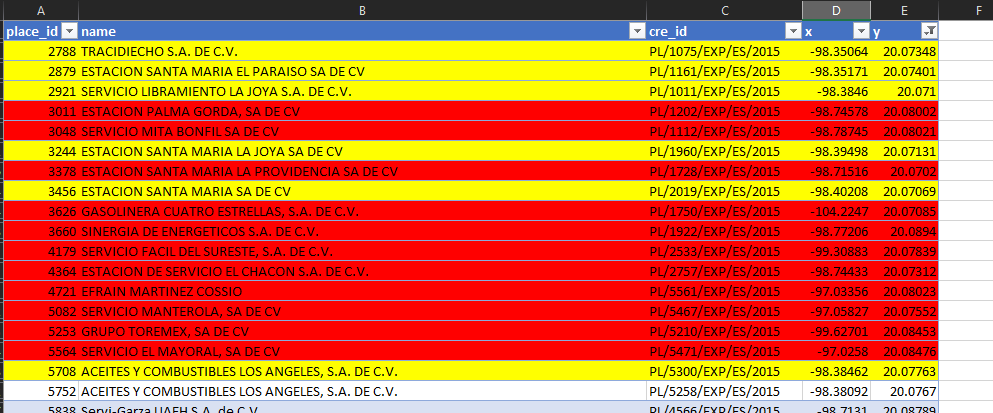 A B C D E F
place_id name cre_id x y
2788 TRACIDIECHO S.A. DE C.V. PL/1075/EXP/ES/2015 -98.35064 20.07348
2879 ESTACION SANTA MARIA EL PARAISO SA DE CV PL/1161/EXP/ES/2015 -98.35171 20.07401
2921 SERVICIO LIBRAMIENTO LA JOYA S.A. DE C.V. PL/1011/EXP/ES/2015 -98.3846 20.071
3011 ESTACION PALMA GORDA, SA DE CV PL/1202/EXP/ES/2015 -98.74578 20.08002
3048 SERVICIO MITA BONFIL SA DE CV PL/1112/EXP/ES/2015 -98.78745 20.08021
3244 ESTACION SANTA MARIA LA JOYA SA DE CV PL/1960/EXP/ES/2015 -98.39498 20.07131
3378 ESTACION SANTA MARIA LA PROVIDENCIA SA DE CV PL/1728/EXP/ES/2015 -98.71516 20.0702
3456 ESTACION SANTA MARIA SA DE CV PL/2019/EXP/ES/2015 -98.40208 20.07069
3626 GASOLINERA CUATRO ESTRELLAS, S.A. DE C.V. PL/1750/EXP/ES/2015 -104.2247 20.07085
3660 SINERGIA DE ENERGETICOS S.A. DE C.V. PL/1922/EXP/ES/2015 -98.77206 20.0894
4179 SERVICIO FACIL DEL SURESTE, S.A. DE C.V. PL/2533/EXP/ES/2015 -99.30883 20.07839
4364 ESTACION DE SERVICIO EL CHACON S.A. DE C.V. PL/2757/EXP/ES/2015 -98.74433 20.07312
4721 EFRAIN MARTINEZ COSSIO PL/5561/EXP/ES/2015 -97.03356 20.08023
5082 SERVICIO MANTEROLA, SA DE CV PL/5467/EXP/ES/2015 -97.05827 20.07552
5253 GRUPO TOREMEX, SA DE CV PL/5210/EXP/ES/2015 -99.62701 20.08453
5564 SERVICIO EL MAYORAL, SA DE CV PL/5471/EXP/ES/2015 -97.0258 20.08476
5708 ACEITES Y COMBUSTIBLES LOS ANGELES, S.A. DE C.V. PL/5300/EXP/ES/2015 -98.38462 20.07763
5752 ACEITES Y COMBUSTIBLES LOS ANGELES, S.A. DE C.V. PL/5258/EXP/ES/2015 -98.38092 20.0767
5838 Servi-Garza UAEH S.A. de C.V. PL/4566/EXP/ES/2015 -98.7131 20.08789